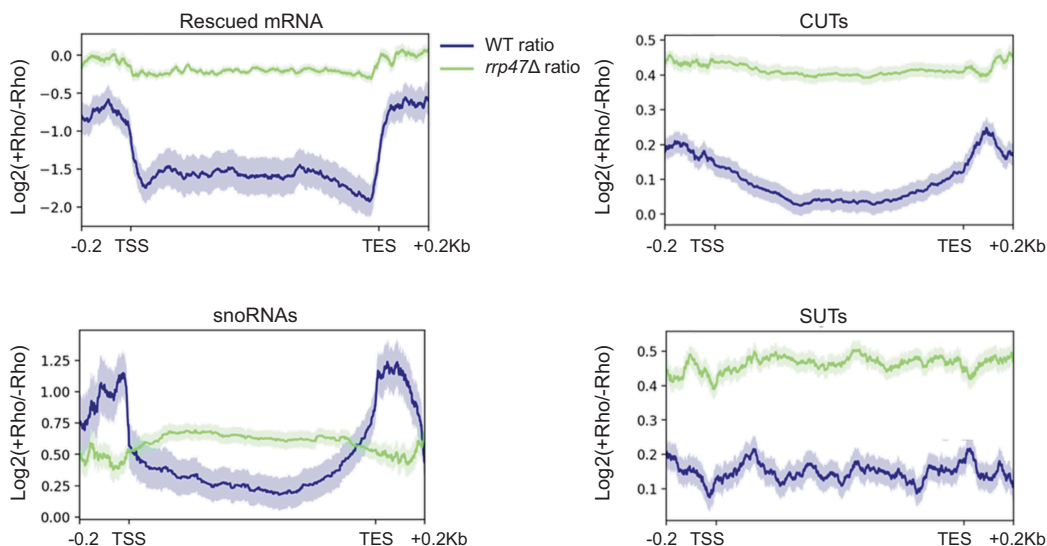 Rescued mRNA
Log2(+Rho/-Rho)
0.0
−0.5
−1.0
−1.5
−2.0
-0.2 TSS TES +0.2Kb
WT ratio
rrp47Δ ratio
CUTs
Log2(+Rho/-Rho)
0.5
0.4
0.3
0.2
0.1
0.0
-0.2 TSS TES +0.2Kb
snoRNAs
Log2(+Rho/-Rho)
1.25
1.00
0.75
0.50
0.25
0.00
-0.2 TSS TES +0.2Kb
SUTs
Log2(+Rho/-Rho)
0.5
0.4
0.3
0.2
0.1
-0.2 TSS TES +0.2Kb